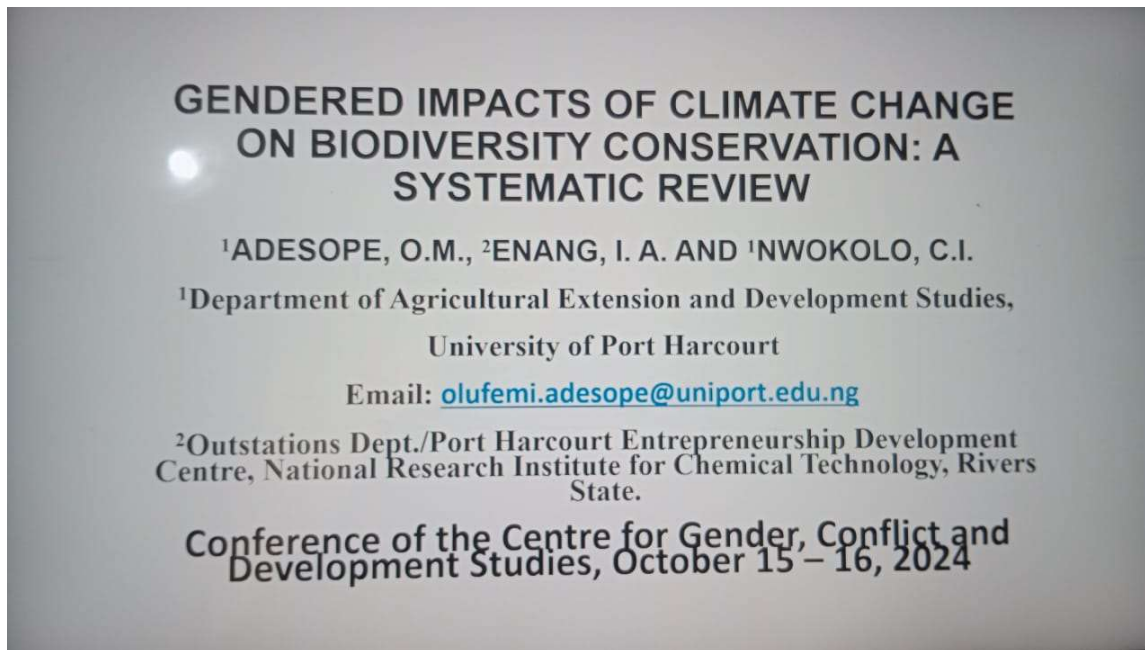 GENDERED IMPACTS OF CLIMATE CHANGE
ON BIODIVERSITY CONSERVATION: A
SYSTEMATIC REVIEW
¹ADESOPE, O.M., ²ENANG, I. A. AND ¹NWOKOLO, C.I.
¹Department of Agricultural Extension and Development Studies,
University of Port Harcourt
Email: olufemi.adesope@uniport.edu.ng
²Outstations Dept./Port Harcourt Entrepreneurship Development
Centre, National Research Institute for Chemical Technology, Rivers
State.
Conference of the Centre for Gender, Conflict and
Development Studies, October 15 – 16, 2024